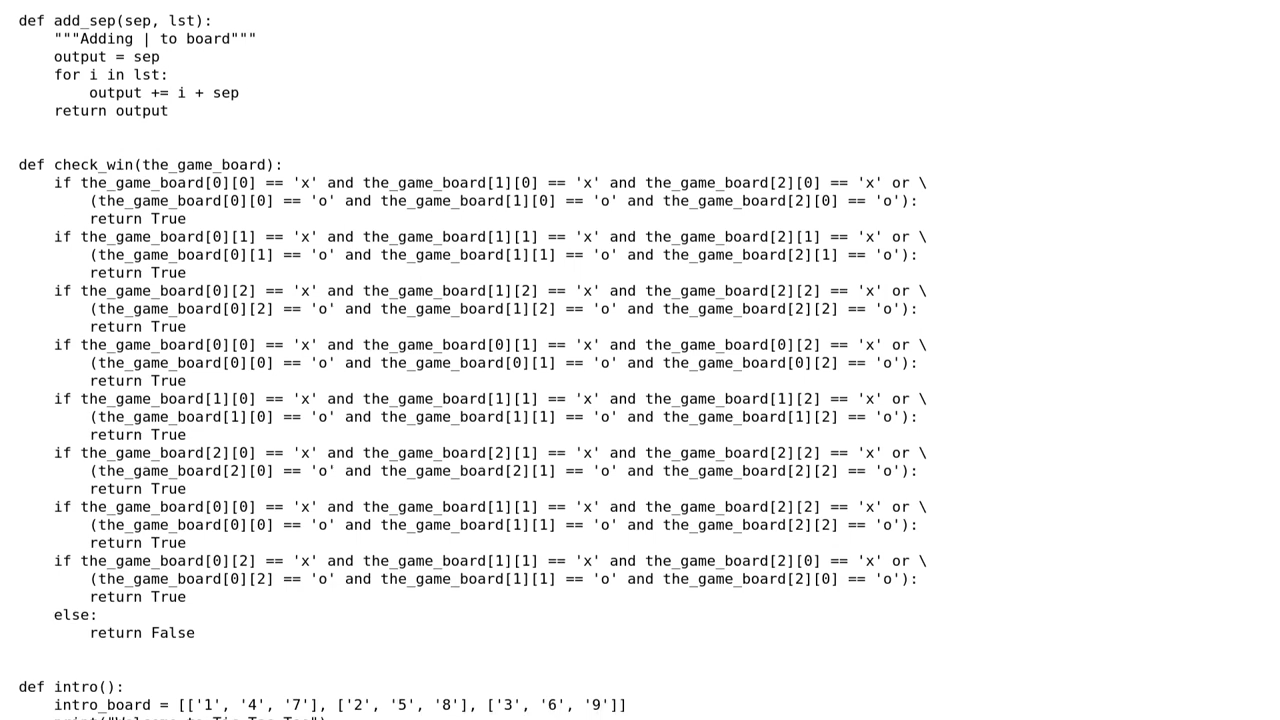 def add_sep(sep, lst):
    """Adding | to board"""
    output = sep
    for i in lst:
        output += i + sep
    return output
def check_win(the_game_board):
    if the_game_board[0][0] == 'x' and the_game_board[1][0] == 'x' and the_game_board[2][0] == 'x' or \
        (the_game_board[0][0] == 'o' and the_game_board[1][0] == 'o' and the_game_board[2][0] == 'o'):
        return True
    if the_game_board[0][1] == 'x' and the_game_board[1][1] == 'x' and the_game_board[2][1] == 'x' or \
        (the_game_board[0][1] == 'o' and the_game_board[1][1] == 'o' and the_game_board[2][1] == 'o'):
        return True
    if the_game_board[0][2] == 'x' and the_game_board[1][2] == 'x' and the_game_board[2][2] == 'x' or \
        (the_game_board[0][2] == 'o' and the_game_board[1][2] == 'o' and the_game_board[2][2] == 'o'):
        return True
    if the_game_board[0][0] == 'x' and the_game_board[0][1] == 'x' and the_game_board[0][2] == 'x' or \
        (the_game_board[0][0] == 'o' and the_game_board[0][1] == 'o' and the_game_board[0][2] == 'o'):
        return True
    if the_game_board[1][0] == 'x' and the_game_board[1][1] == 'x' and the_game_board[1][2] == 'x' or \
        (the_game_board[1][0] == 'o' and the_game_board[1][1] == 'o' and the_game_board[1][2] == 'o'):
        return True
    if the_game_board[2][0] == 'x' and the_game_board[2][1] == 'x' and the_game_board[2][2] == 'x' or \
        (the_game_board[2][0] == 'o' and the_game_board[2][1] == 'o' and the_game_board[2][2] == 'o'):
        return True
    if the_game_board[0][0] == 'x' and the_game_board[1][1] == 'x' and the_game_board[2][2] == 'x' or \
        (the_game_board[0][0] == 'o' and the_game_board[1][1] == 'o' and the_game_board[2][2] == 'o'):
        return True
    if the_game_board[0][2] == 'x' and the_game_board[1][1] == 'x' and the_game_board[2][0] == 'x' or \
        (the_game_board[0][2] == 'o' and the_game_board[1][1] == 'o' and the_game_board[2][0] == 'o'):
        return True
    else:
        return False
def intro():
    intro_board = [['1', '4', '7'], ['2', '5', '8'], ['3', '6', '9']]